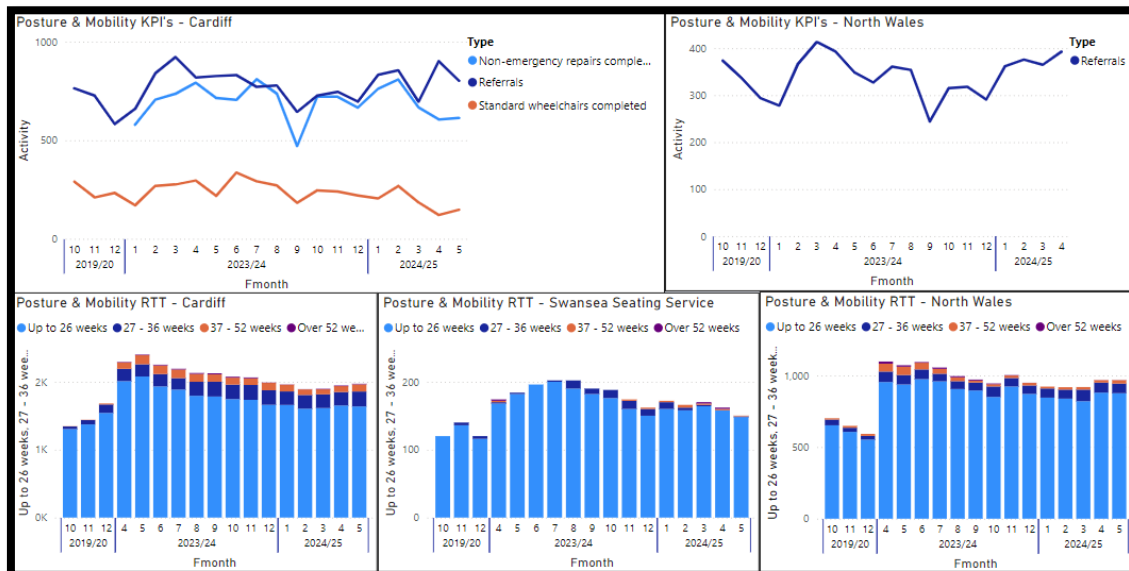 Posture & Mobility KPI's - Cardiff
Type
Non-emergency repairs comple...
Referrals
Standard wheelchairs completed
Activity
1000
500
0
10 11 12 1 2 3 4 5 6 7 8 9 10 11 12 1 2 3 4 5
2019/20 2023/24 2024/25
Fmonth
Posture & Mobility KPI's - North Wales
Type
Referrals
Activity
400
300
200
100
0
10 11 12 1 2 3 4 5 6 7 8 9 10 11 12 1 2 3 4
2019/20 2023/24 2024/25
Fmonth
Posture & Mobility RTT - Cardiff
Up to 26 weeks 27 - 36 weeks 37 - 52 weeks Over 52 we...
Up to 26 weeks, 27 - 36 wee...
2K
1K
0K
10 11 12 4 5 6 7 8 9 10 11 12 1 2 3 4 5
2019/20 2023/24 2024/25
Fmonth
Posture & Mobility RTT - Swansea Seating Service
Up to 26 weeks 27 - 36 weeks 37 - 52 weeks Over 52 weeks
Up to 26 weeks, 27 - 36 wee...
200
100
0
10 11 12 4 5 6 7 8 9 10 11 12 1 2 3 4 5
2019/20 2023/24 2024/25
Fmonth
Posture & Mobility RTT - North Wales
Up to 26 weeks 27 - 36 weeks 37 - 52 weeks Over 52 we...
Up to 26 weeks, 27 - 36 wee...
1,000
500
0
10 11 12 4 5 6 7 8 9 10 11 12 1 2 3 4 5
2019/20 2023/24 2024/25
Fmonth